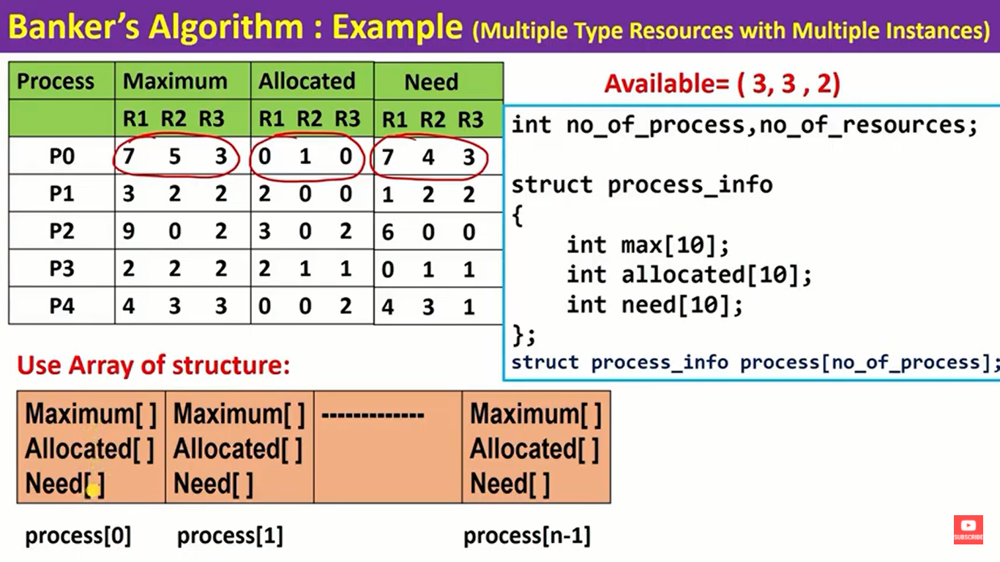 Banker's Algorithm : Example (Multiple Type Resources with Multiple Instances)
Process Maximum Allocated Need
R1 R2 R3 R1 R2 R3 R1 R2 R3
P0 7 5 3 0 1 0 7 4 3
P1 3 2 2 2 0 0 1 2 2
P2 9 0 2 3 0 2 6 0 0
P3 2 2 2 2 1 1 0 1 1
P4 4 3 3 0 0 2 4 3 1
Available= ( 3, 3 , 2)
int no_of_process,no_of_resources;
struct process_info
{
int max[10];
int allocated[10];
int need[10];
};
struct process_info process[no_of_process];
Use Array of structure:
Maximum[ ] Maximum[ ] ------------- Maximum[ ]
Allocated[ ] Allocated[ ] Allocated[ ]
Need[ ] Need[ ] Need[ ]
process[0] process[1] process[n-1]
SUBSCRIBE